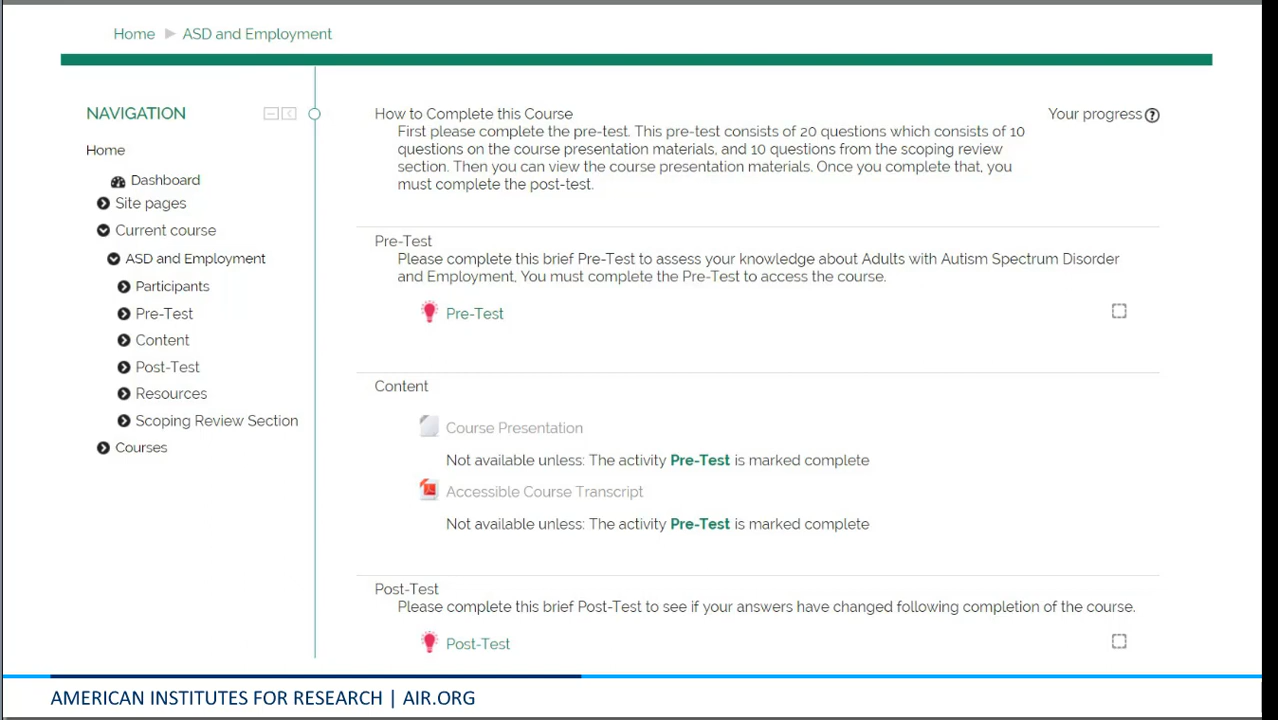 Home ASD and Employment
NAVIGATION
Home
Dashboard
Site pages
Current course
ASD and Employment
Participants
Pre-Test
Content
Post-Test
Resources
Scoping Review Section
Courses
How to Complete this Course
Your progress
First please complete the pre-test. This pre-test consists of 20 questions which consists of 10
questions on the course presentation materials, and 10 questions from the scoping review
section. Then you can view the course presentation materials. Once you complete that, you
must complete the post-test.
Pre-Test
Please complete this brief Pre-Test to assess your knowledge about Adults with Autism Spectrum Disorder
and Employment, You must complete the Pre-Test to access the course.
Pre-Test
Content
Course Presentation
Not available unless: The activity Pre-Test is marked complete
Accessible Course Transcript
Not available unless: The activity Pre-Test is marked complete
Post-Test
Please complete this brief Post-Test to see if your answers have changed following completion of the course.
Post-Test
AMERICAN INSTITUTES FOR RESEARCH | AIR.ORG